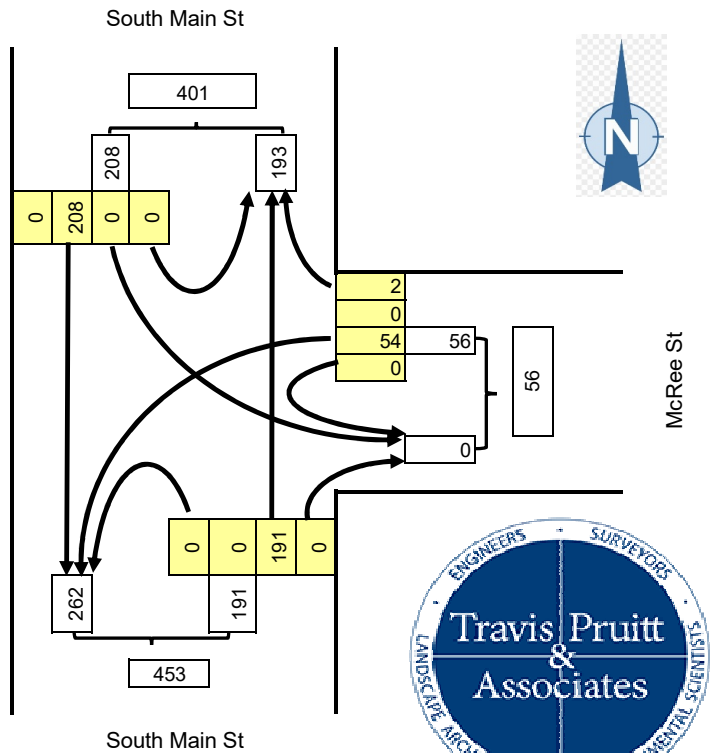 South Main St
401
208
193
N
0 208 0 0
2
0
54 56
0
56
McRee St
0
0 0 191 0
262
191
453
South Main St
ENGINEERS · SURVEYORS
Travis Pruitt
&
Associates
LANDSCAPE
SCIENTISTS